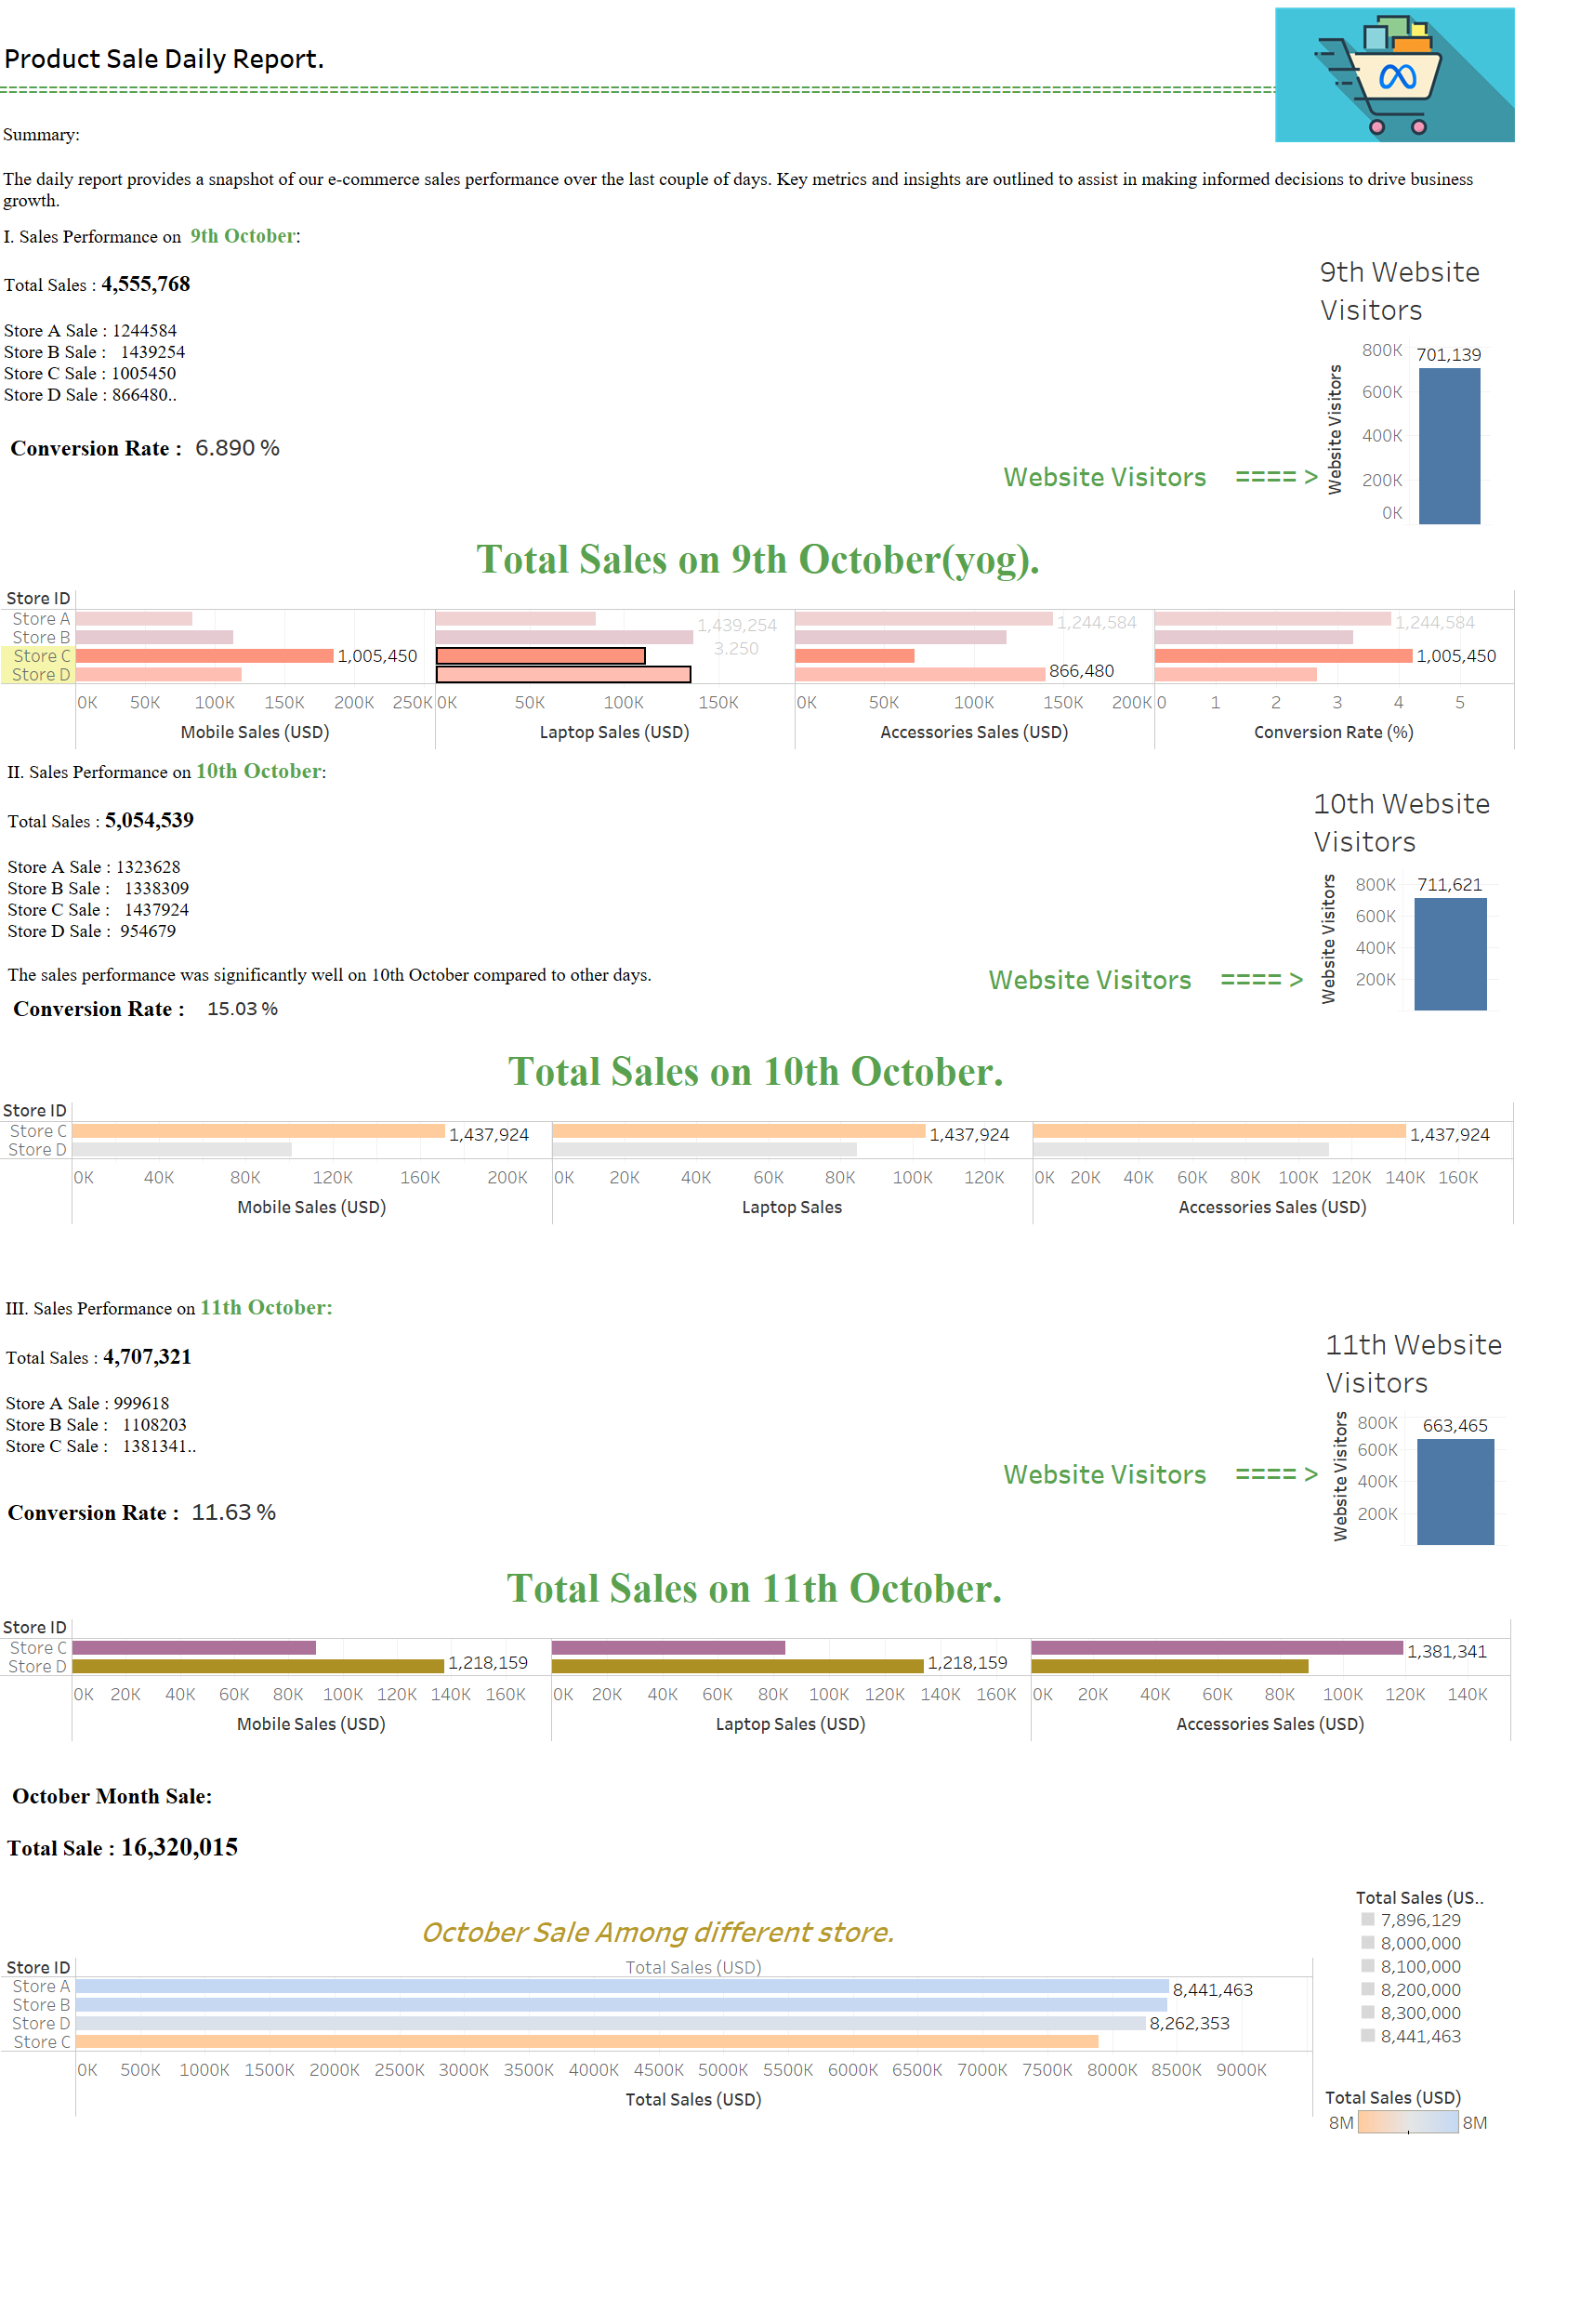 Product Sale Daily Report.
Summary:
The daily report provides a snapshot of our e-commerce sales performance over the last couple of days. Key metrics and insights are outlined to assist in making informed decisions to drive business
growth.
I. Sales Performance on 9th October:
Total Sales : 4,555,768
Store A Sale : 1244584
Store B Sale : 1439254
Store C Sale : 1005450
Store D Sale : 866480..
Conversion Rate : 6.890 %
Website Visitors ==== >
9th Website
Visitors
Website Visitors
800K
701,139
600K
400K
200K
0K
Total Sales on 9th October(yog).
Store ID
Store A 1,244,584 1,244,584
Store B 1,439,254
Store C 1,005,450 3.250 1,005,450
Store D 866,480
0K 50K 100K 150K 200K 250K 0K 50K 100K 150K 0K 50K 100K 150K 200K 0 1 2 3 4 5
Mobile Sales (USD) Laptop Sales (USD) Accessories Sales (USD) Conversion Rate (%)
II. Sales Performance on 10th October:
Total Sales : 5,054,539
Store A Sale : 1323628
Store B Sale : 1338309
Store C Sale : 1437924
Store D Sale : 954679
The sales performance was significantly well on 10th October compared to other days.
Conversion Rate : 15.03 %
Website Visitors ==== >
10th Website
Visitors
Website Visitors
800K
711,621
600K
400K
200K
Total Sales on 10th October.
Store ID
Store C 1,437,924 1,437,924 1,437,924
Store D
0K 40K 80K 120K 160K 200K 0K 20K 40K 60K 80K 100K 120K 0K 20K 40K 60K 80K 100K 120K 140K 160K
Mobile Sales (USD) Laptop Sales Accessories Sales (USD)
III. Sales Performance on 11th October:
Total Sales : 4,707,321
Store A Sale : 999618
Store B Sale : 1108203
Store C Sale : 1381341..
Conversion Rate : 11.63 %
Website Visitors ==== >
11th Website
Visitors
Website Visitors
800K
663,465
600K
400K
200K
Total Sales on 11th October.
Store ID
Store C 1,381,341
Store D 1,218,159 1,218,159
0K 20K 40K 60K 80K 100K 120K 140K 160K 0K 20K 40K 60K 80K 100K 120K 140K 160K 0K 20K 40K 60K 80K 100K 120K 140K
Mobile Sales (USD) Laptop Sales (USD) Accessories Sales (USD)
October Month Sale:
Total Sale : 16,320,015
October Sale Among different store.
Store ID Total Sales (USD)
Store A 8,441,463
Store B
Store D 8,262,353
Store C
0K 500K 1000K 1500K 2000K 2500K 3000K 3500K 4000K 4500K 5000K 5500K 6000K 6500K 7000K 7500K 8000K 8500K 9000K
Total Sales (USD)
Total Sales (US..
7,896,129
8,000,000
8,100,000
8,200,000
8,300,000
8,441,463
Total Sales (USD)
8M 8M